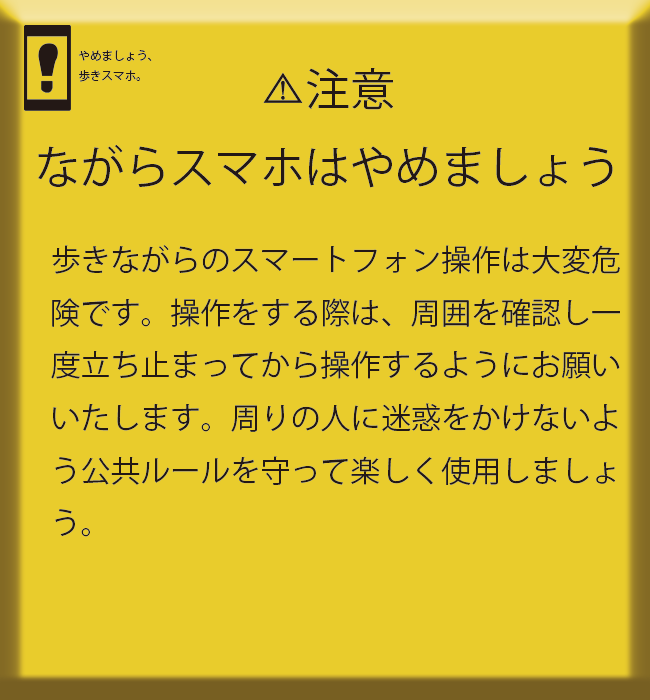 やめましょう、
歩きスマホ。
⚠注意
ながらスマホはやめましょう
歩きながらのスマートフォン操作は大変危
険です。操作をする際は、周囲を確認し一
度立ち止まってから操作するようにお願い
いたします。周りの人に迷惑をかけないよ
う公共ルールを守って楽しく使用しましょ
う。